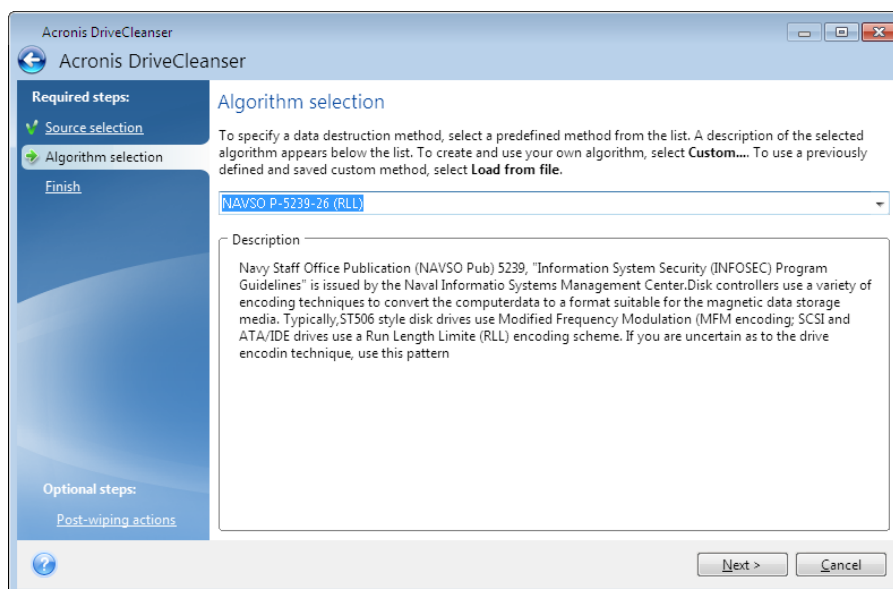 Acronis DriveCleanser
Acronis DriveCleanser
Required steps:
Source selection
Algorithm selection
Finish
Optional steps:
Post-wiping actions
Algorithm selection
To specify a data destruction method, select a predefined method from the list. A description of the selected
algorithm appears below the list. To create and use your own algorithm, select Custom.... To use a previously
defined and saved custom method, select Load from file.
NAVSO P-5239-26 (RLL)
Description
Navy Staff Office Publication (NAVSO Pub) 5239, "Information System Security (INFOSEC) Program
Guidelines" is issued by the Naval Informatio Systems Management Center.Disk controllers use a variety of
encoding techniques to convert the computerdata to a format suitable for the magnetic data storage
media. Typically,ST506 style disk drives use Modified Frequency Modulation (MFM encoding; SCSI and
ATA/IDE drives use a Run Length Limite (RLL) encoding scheme. If you are uncertain as to the drive
encodin technique, use this pattern
?
Next >
Cancel